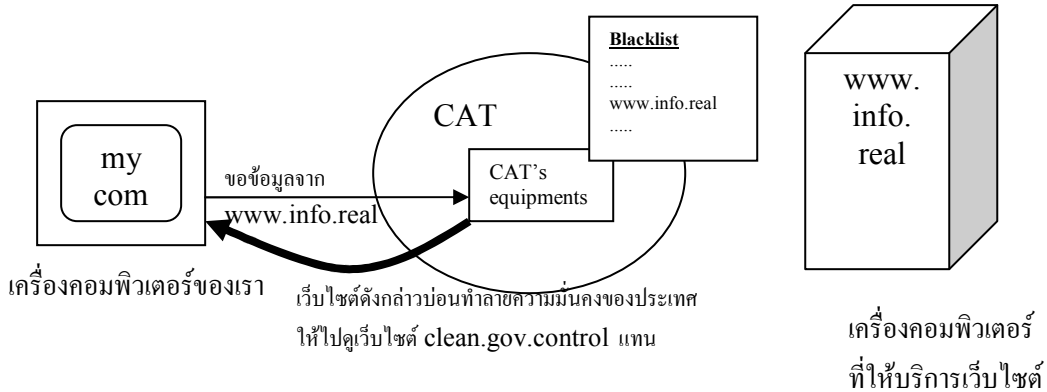 Blacklist
.....
.....
www.info.real
.....
CAT
CAT's
equipments
my
com
ขอข้อมูลจาก
www.info.real
www.
info.
real
เครื่องคอมพิวเตอร์ของเรา
เว็บไซต์ดังกล่าวบ่อนทำลายความมั่นคงของประเทศ
ให้ไปดูเว็บไซต์ clean.gov.control แทน
เครื่องคอมพิวเตอร์
ที่ให้บริการเว็บไซต์